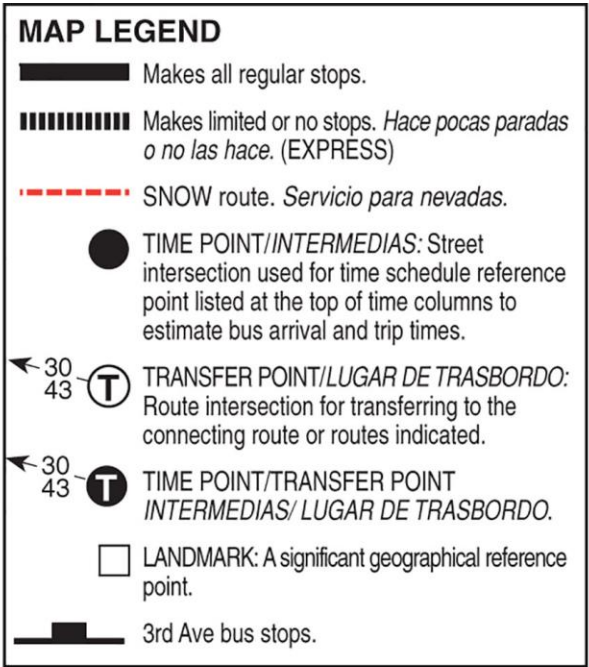 MAP LEGEND
Makes all regular stops.
Makes limited or no stops. Hace pocas paradas
o no las hace. (EXPRESS)
SNOW route. Servicio para nevadas.
TIME POINT/INTERMEDIAS: Street
intersection used for time schedule reference
point listed at the top of time columns to
estimate bus arrival and trip times.
30
43 T TRANSFER POINT/LUGAR DE TRASBORDO:
Route intersection for transferring to the
connecting route or routes indicated.
30
43 T TIME POINT/TRANSFER POINT
INTERMEDIAS/ LUGAR DE TRASBORDO.
LANDMARK: A significant geographical reference
point.
3rd Ave bus stops.